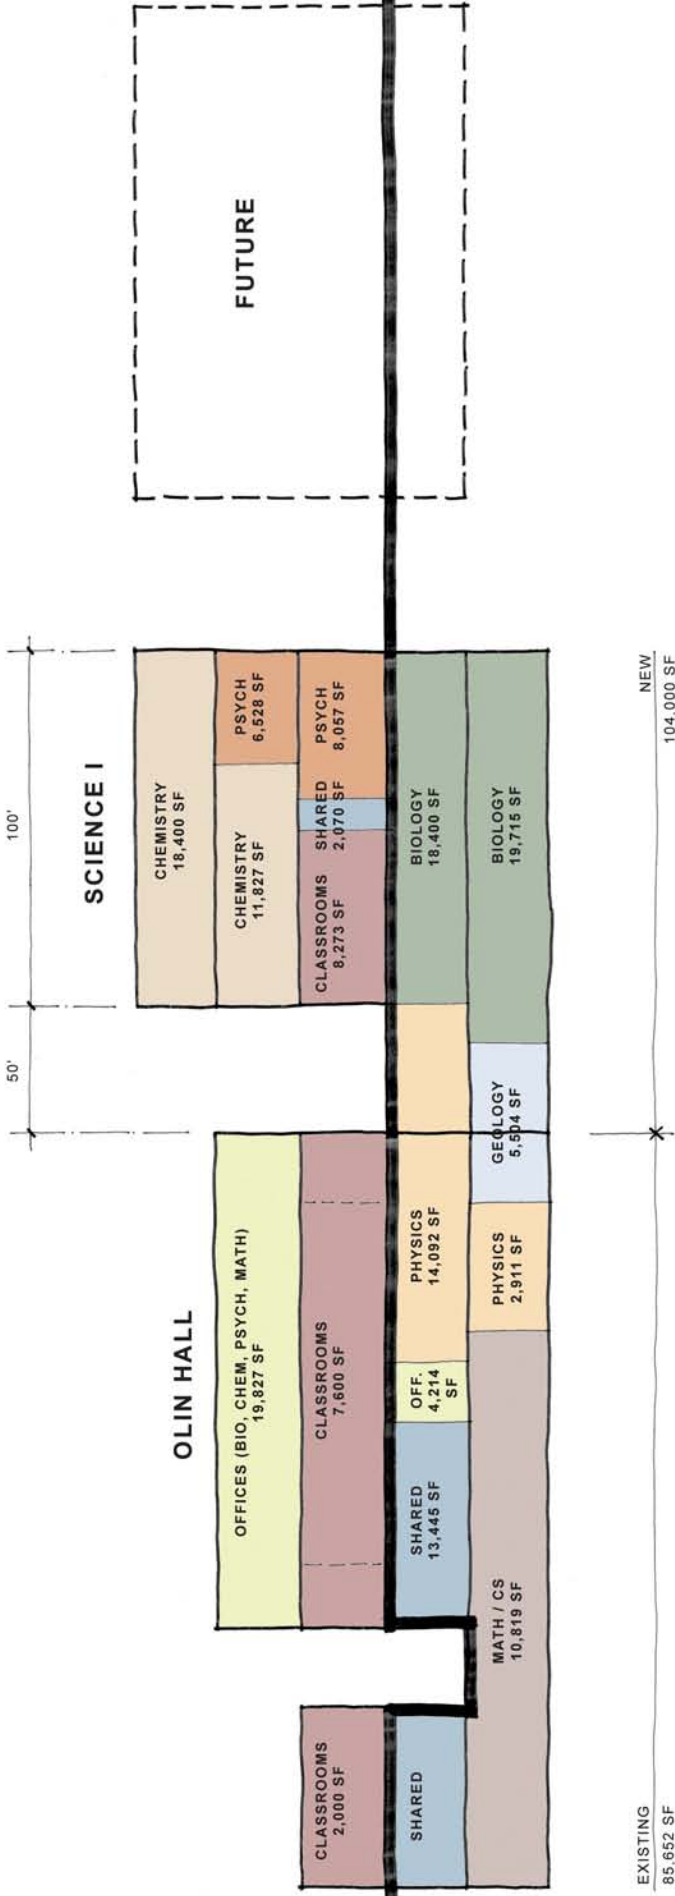 FUTURE
SCIENCE I
100'
50'
CHEMISTRY
18,400 SF
CHEMISTRY
11,827 SF
PSYCH
6,528 SF
CLASSROOMS
8,273 SF
SHARED
2,070 SF
PSYCH
8,057 SF
BIOLOGY
18,400 SF
BIOLOGY
19,715 SF
OLIN HALL
OFFICES (BIO, CHEM, PSYCH, MATH)
19,827 SF
CLASSROOMS
7,600 SF
CLASSROOMS
2,000 SF
SHARED
SHARED
13,445 SF
OFF.
4,214
SF
PHYSICS
14,092 SF
MATH / CS
10,819 SF
PHYSICS
2,911 SF
GEOLOGY
5,504 SF
EXISTING
85,652 SF
NEW
104,000 SF